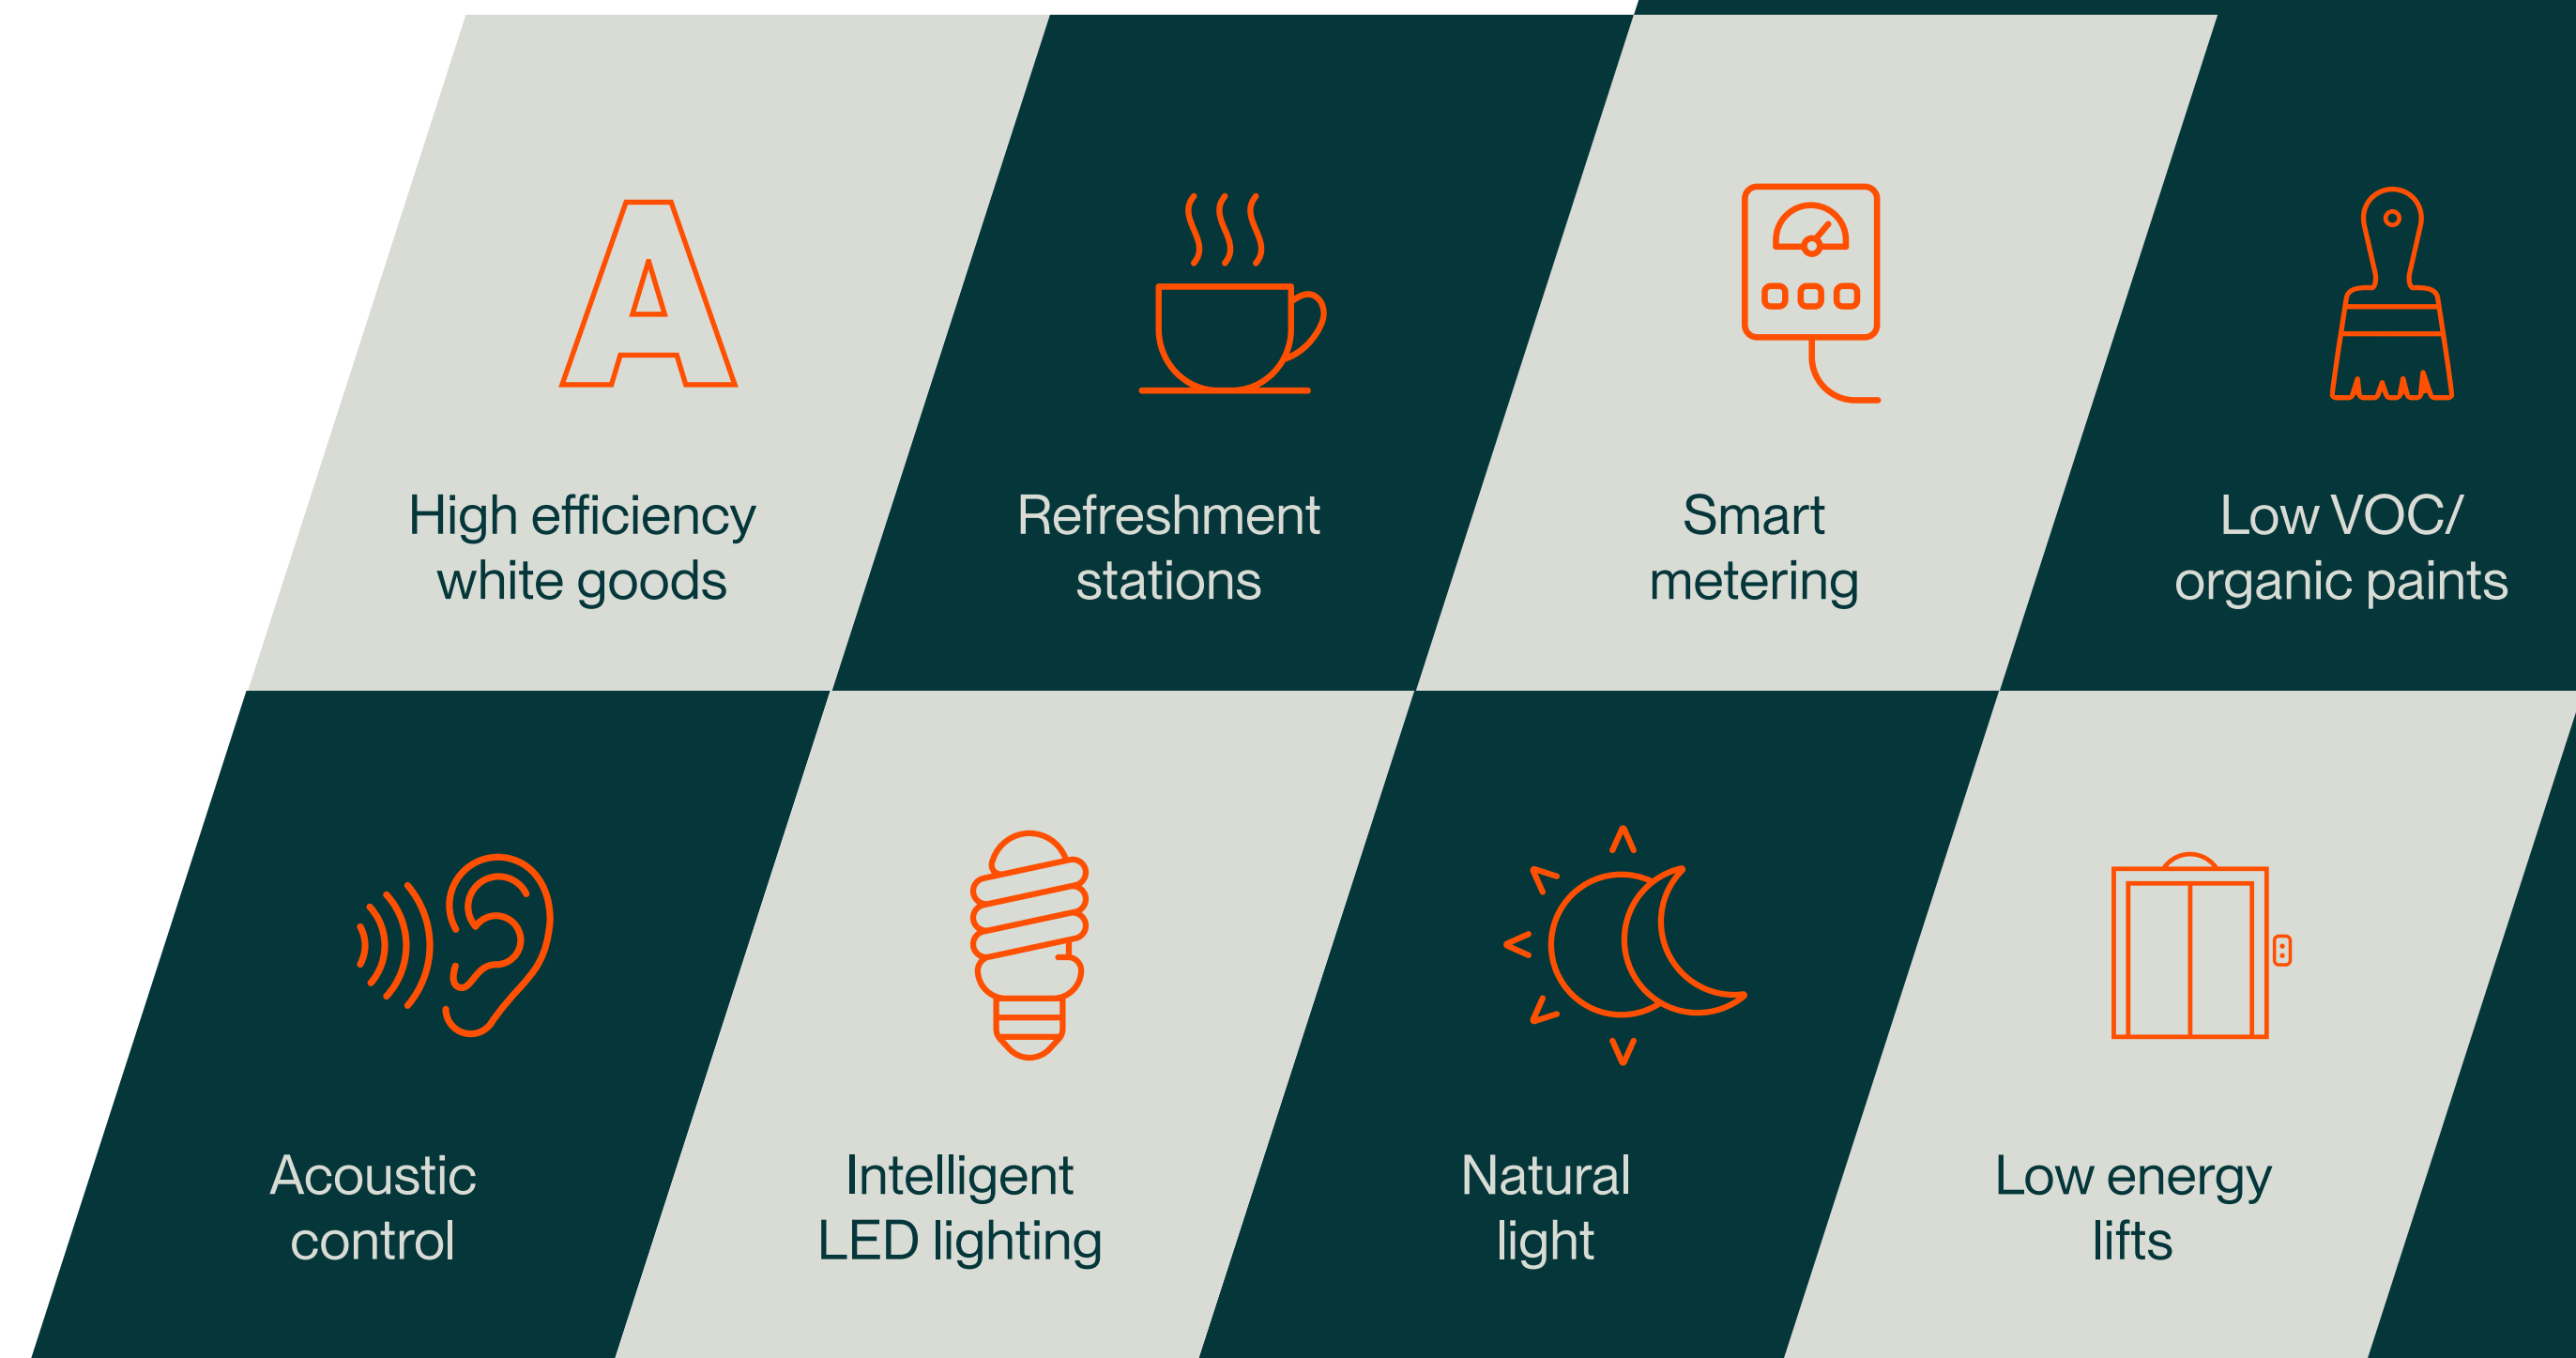 A
High efficiency
white goods
Refreshment
stations
Smart
metering
Low VOC/
organic paints
Acoustic
control
Intelligent
LED lighting
Natural
light
Low energy
lifts